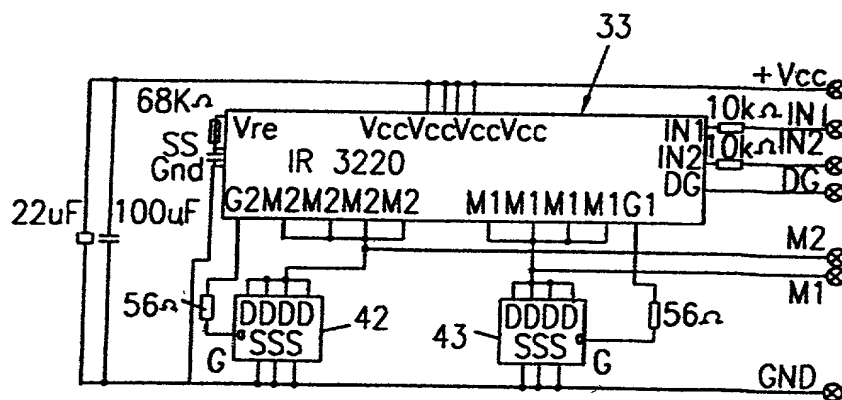 33
+Vcc
68KΩ
10kΩ IN1
Vre VccVccVccVcc IN1
SS
10kΩ IN2
Gnd IR 3220 IN2
DG DG
22uF 100uF
G2M2M2M2M2 M1M1M1M1G1
M2
M1
56Ω DDDD 42 DDDD 56Ω
SSS 43 SSS
G G
GND